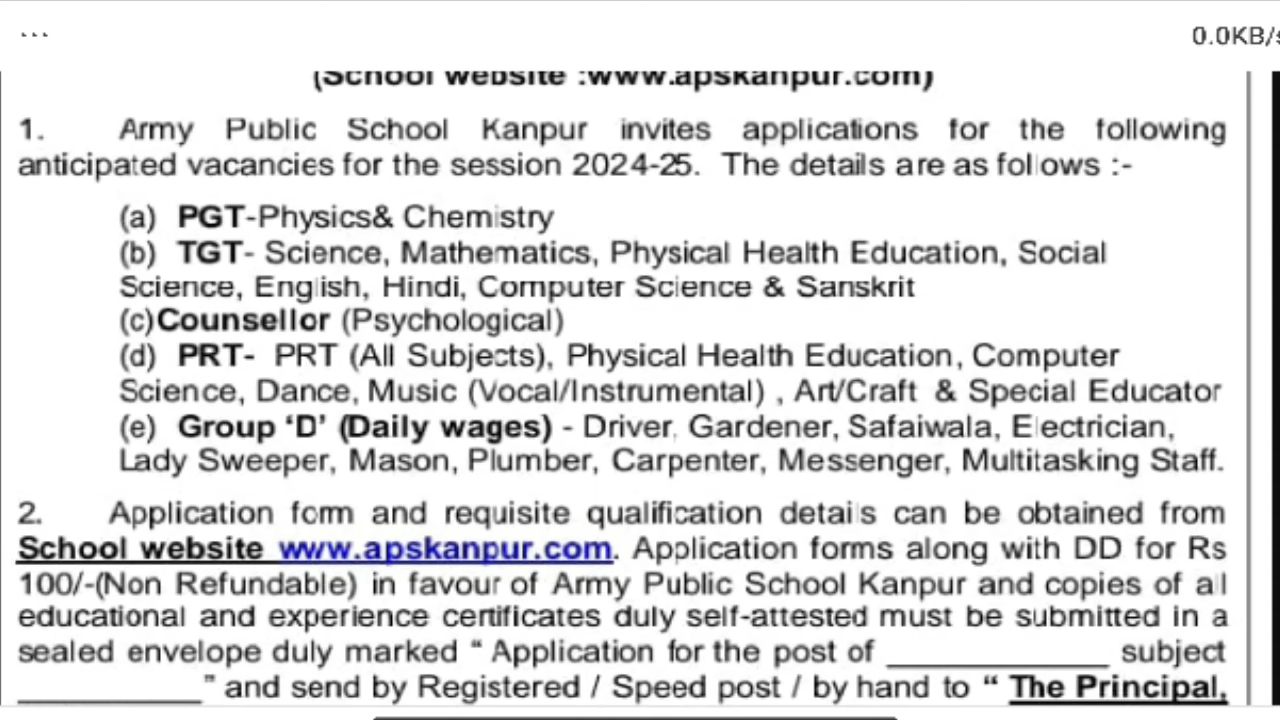 ...
0.0KB/s
(School website :www.apskanpur.com)
1. Army Public School Kanpur invites applications for the following
anticipated vacancies for the session 2024-25. The details are as follows :-
(a) PGT-Physics& Chemistry
(b) TGT- Science, Mathematics, Physical Health Education, Social
Science, English, Hindi, Computer Science & Sanskrit
(c)Counsellor (Psychological)
(d) PRT- PRT (All Subjects), Physical Health Education, Computer
Science, Dance, Music (Vocal/Instrumental) , Art/Craft & Special Educator
(e) Group ‘D’ (Daily wages) - Driver, Gardener, Safaiwala, Electrician,
Lady Sweeper, Mason, Plumber, Carpenter, Messenger, Multitasking Staff.
2. Application form and requisite qualification details can be obtained from
School website www.apskanpur.com. Application forms along with DD for Rs
100/-(Non Refundable) in favour of Army Public School Kanpur and copies of all
educational and experience certificates duly self-attested must be submitted in a
sealed envelope duly marked “ Application for the post of ____________ subject
__________ ” and send by Registered / Speed post / by hand to “ The Principal,